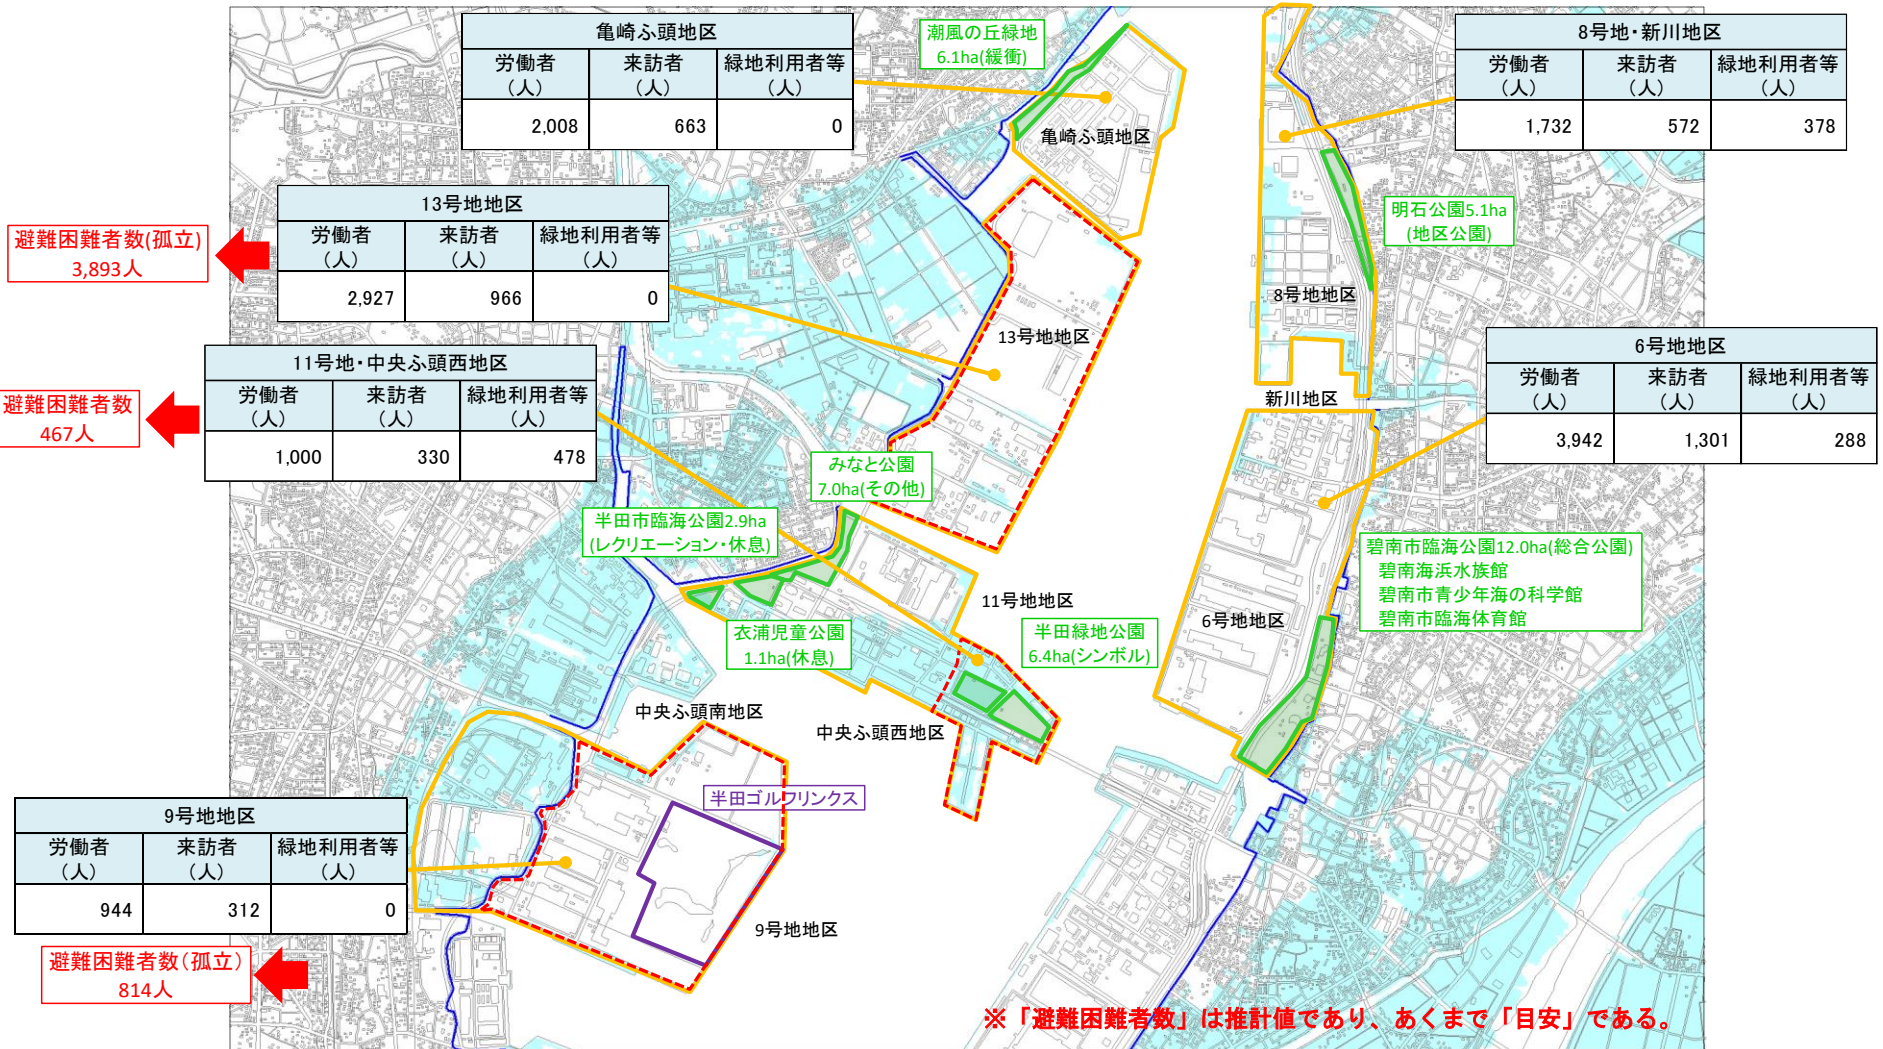 亀崎ふ頭地区
労働者
(人)
来訪者
(人)
緑地利用者等
(人)
2,008
663
0
潮風の丘緑地
6.1ha(緩衝)
亀崎ふ頭地区
8号地・新川地区
労働者
(人)
来訪者
(人)
緑地利用者等
(人)
1,732
572
378
明石公園5.1ha
(地区公園)
8号地地区
新川地区
13号地地区
労働者
(人)
来訪者
(人)
緑地利用者等
(人)
2,927
966
0
避難困難者数(孤立)
3,893人
13号地地区
11号地・中央ふ頭西地区
労働者
(人)
来訪者
(人)
緑地利用者等
(人)
1,000
330
478
避難困難者数
467人
6号地地区
労働者
(人)
来訪者
(人)
緑地利用者等
(人)
3,942
1,301
288
みなと公園
7.0ha(その他)
半田市臨海公園2.9ha
(レクリエーション・休息)
碧南市臨海公園12.0ha(総合公園)
碧南海浜水族館
碧南市青少年海の科学館
碧南市臨海体育館
11号地地区
6号地地区
衣浦児童公園
1.1ha(休息)
半田緑地公園
6.4ha(シンボル)
中央ふ頭南地区
中央ふ頭西地区
半田ゴルフリンクス
9号地地区
労働者
(人)
来訪者
(人)
緑地利用者等
(人)
944
312
0
9号地地区
避難困難者数(孤立)
814人
※「避難困難者数」は推計値であり、あくまで「目安」である。